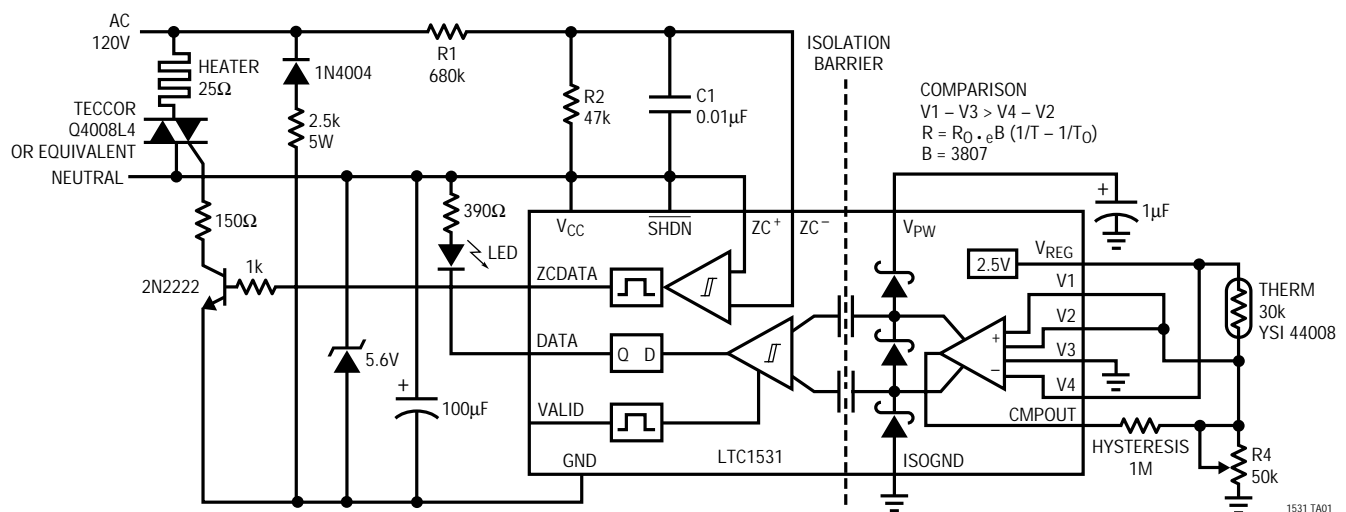 AC
120V
HEATER
25Ω
TECCOR
Q4008L4
OR EQUIVALENT
NEUTRAL
1N4004
2.5k
5W
R1
680k
R2
47k
C1
0.01µF
ISOLATION
BARRIER
COMPARISON
V1 – V3 > V4 – V2
R = RO • eB (1/T – 1/TO)
B = 3807
+
1µF
150Ω
1k
2N2222
5.6V
+
100µF
390Ω
LED
VCC
SHDN
ZC+
ZC–
VPW
ZCDATA
DATA
Q D
VALID
GND
LTC1531
ISOGND
2.5V
VREG
V1
V2
V3
V4
+
–
CMPOUT
THERM
30k
YSI 44008
HYSTERESIS
1M
R4
50k
1531 TA01